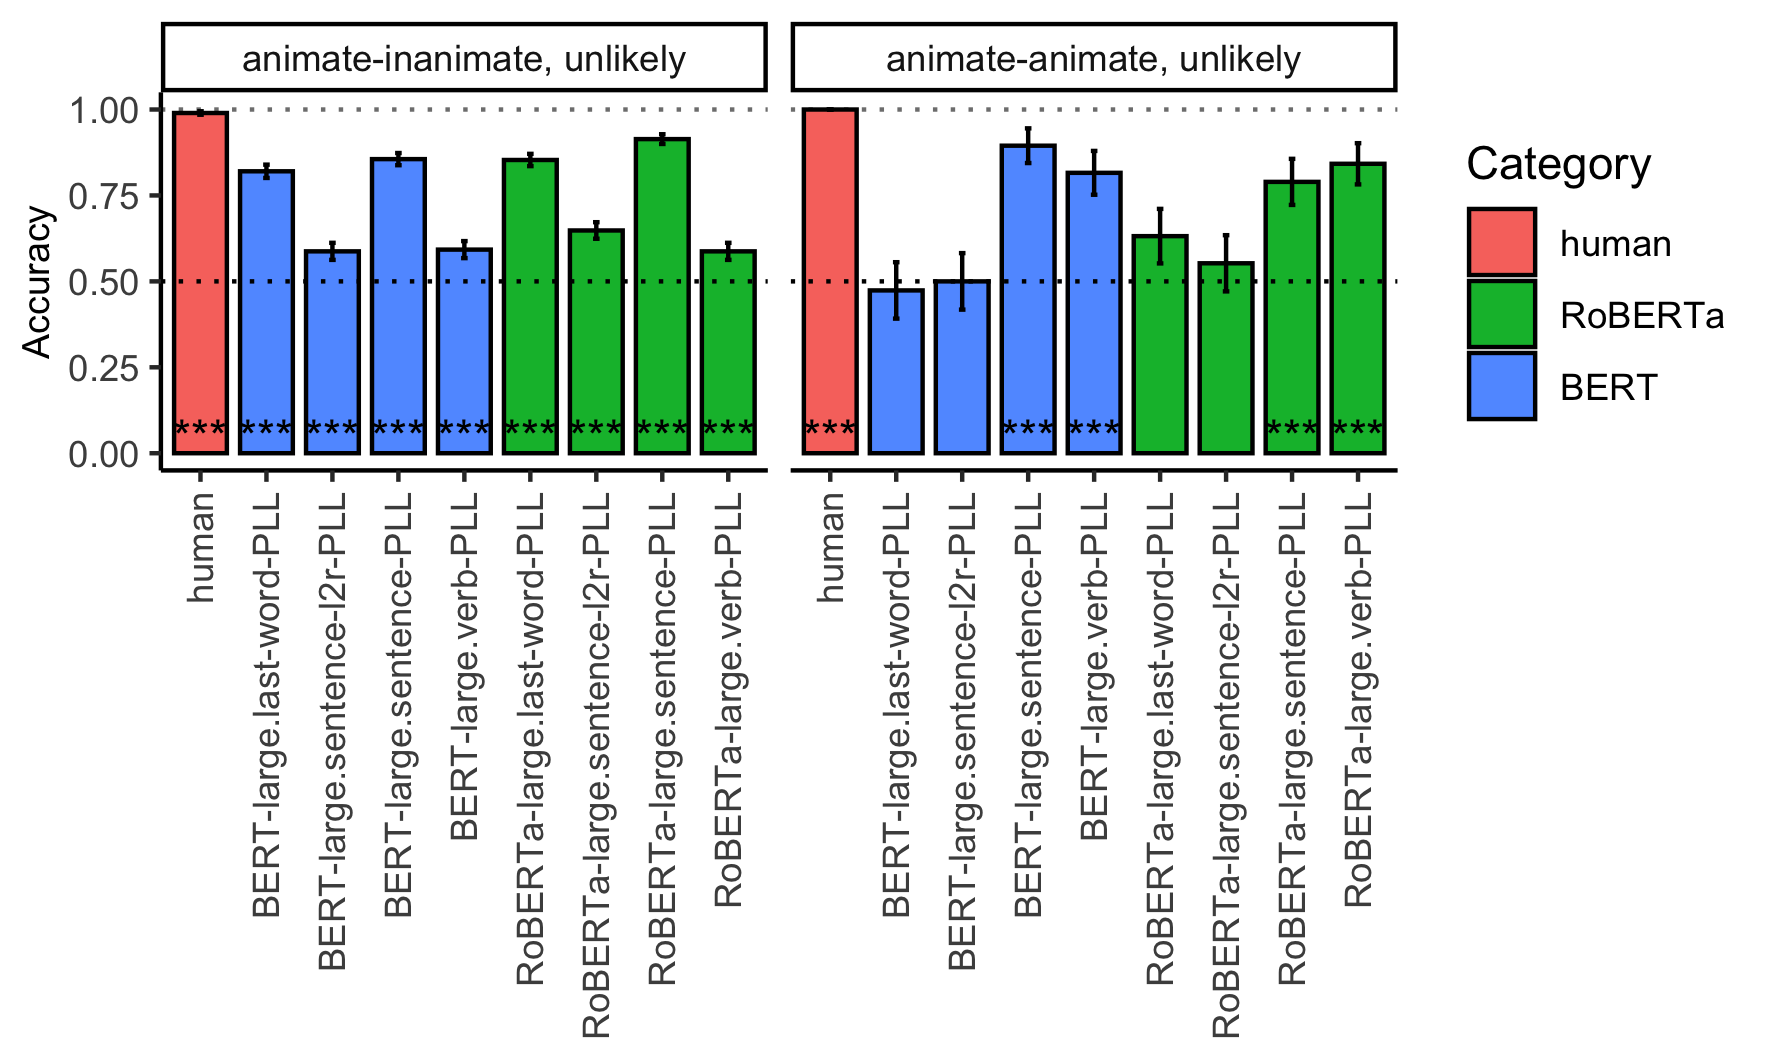 animate-inanimate, unlikely
animate-animate, unlikely
Accuracy
1.00
0.75
0.50
0.25
0.00
*** *** *** *** *** *** *** *** ***
*** *** *** *** ***
human
BERT-large.last-word-PLL
BERT-large.sentence-l2r-PLL
BERT-large.sentence-PLL
BERT-large.verb-PLL
RoBERTa-large.last-word-PLL
RoBERTa-large.sentence-l2r-PLL
RoBERTa-large.sentence-PLL
RoBERTa-large.verb-PLL
human
BERT-large.last-word-PLL
BERT-large.sentence-l2r-PLL
BERT-large.sentence-PLL
BERT-large.verb-PLL
RoBERTa-large.last-word-PLL
RoBERTa-large.sentence-l2r-PLL
RoBERTa-large.sentence-PLL
RoBERTa-large.verb-PLL
Category
human
RoBERTa
BERT